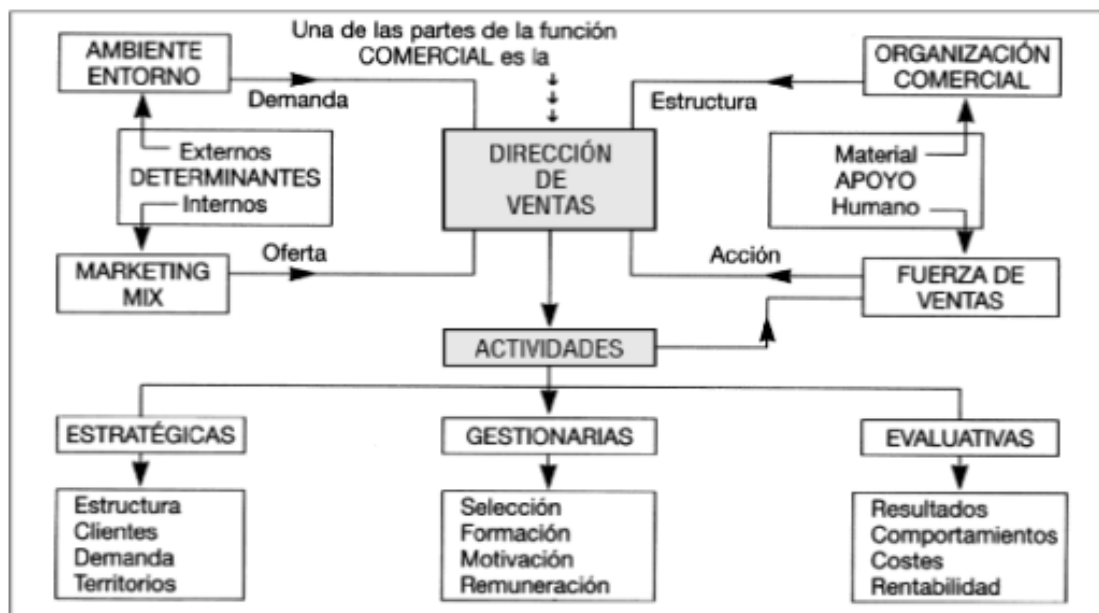 Una de las partes de la función
COMERCIAL es la
AMBIENTE
ENTORNO
Demanda
ORGANIZACIÓN
COMERCIAL
Estructura
Externos
DETERMINANTES
Internos
DIRECCIÓN
DE
VENTAS
Material
APOYO
Humano
MARKETING
MIX
Oferta
Acción
FUERZA DE
VENTAS
ACTIVIDADES
ESTRATÉGICAS
Estructura
Clientes
Demanda
Territorios
GESTIONARIAS
Selección
Formación
Motivación
Remuneración
EVALUATIVAS
Resultados
Comportamientos
Costes
Rentabilidad